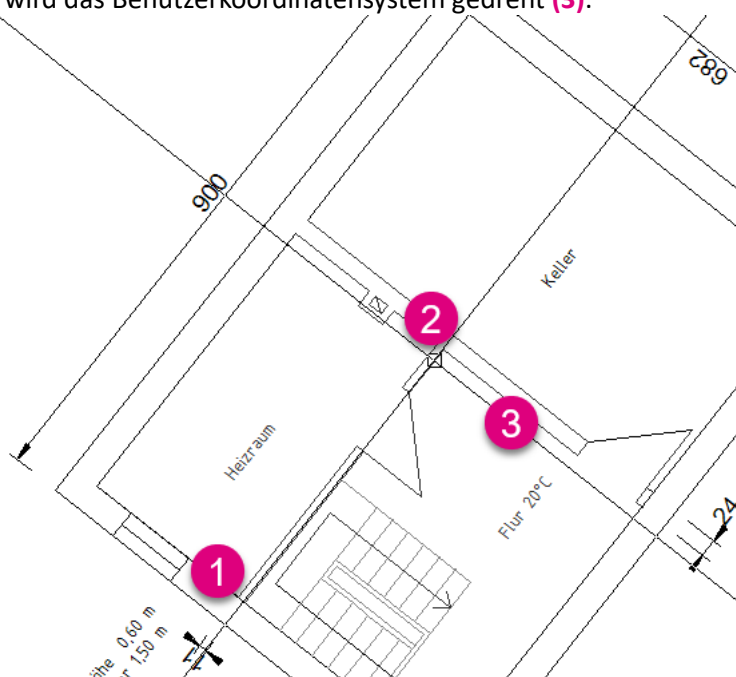 wird das Benutzerkoordinatensystem gedreht (3).
682
900
Keller
2
3
Heizraum
Flur 20°C
24
1
0,60 m
1,50 m